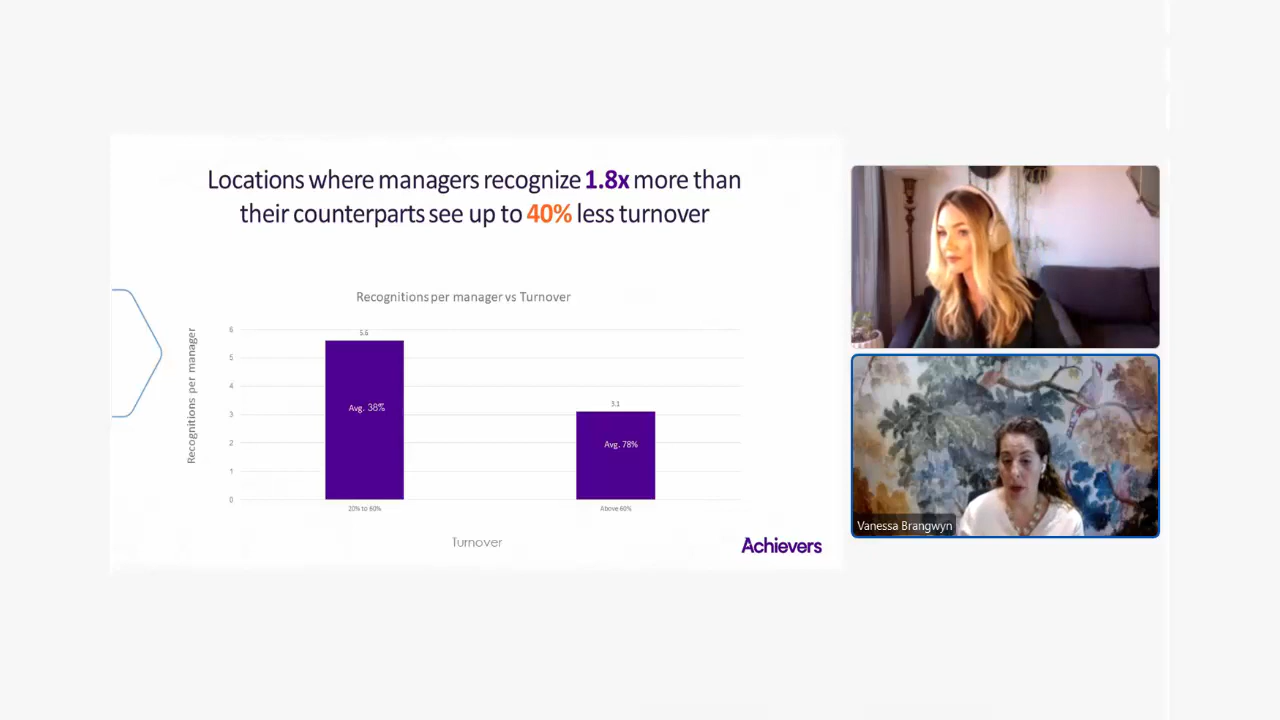 Locations where managers recognize 1.8x more than
their counterparts see up to 40% less turnover
Recognitions per manager vs Turnover
Recognitions per manager
6
5
4
3
2
1
0
5.6
Avg. 38%
3.1
Avg. 78%
20% to 60%
Above 60%
Turnover
Achievers
Vanessa Brangwyn